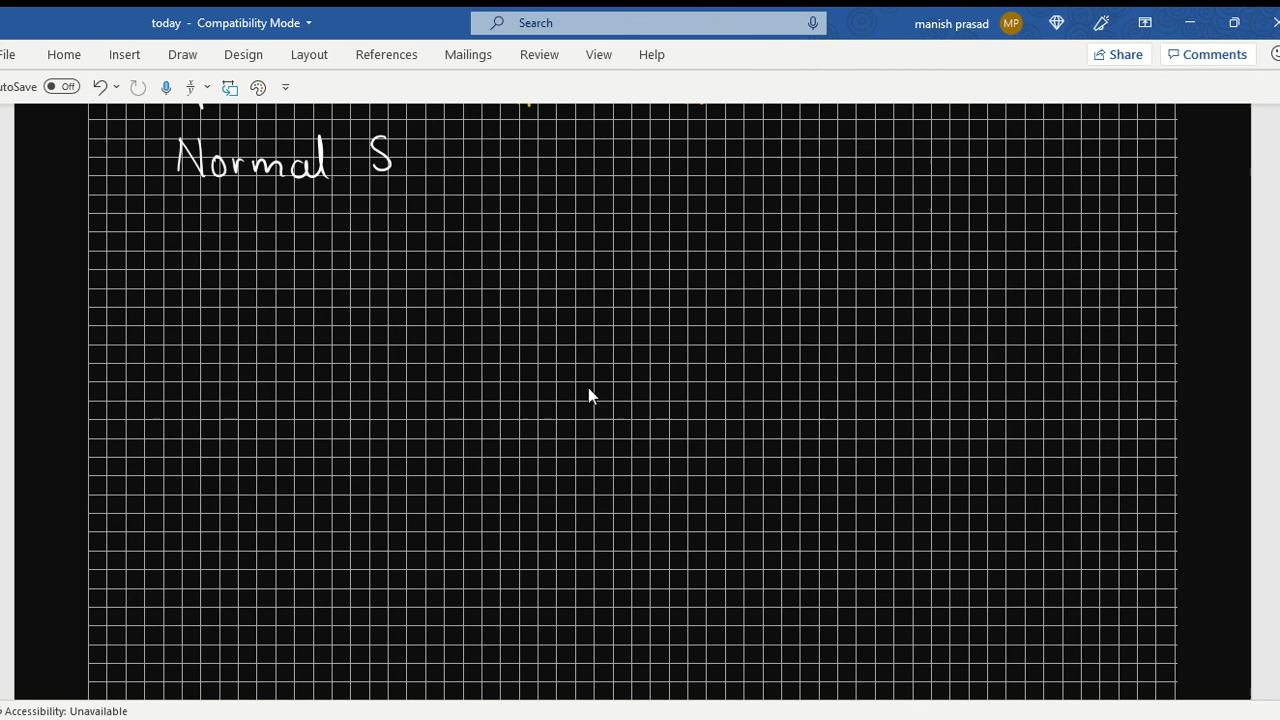 today - Compatibility Mode
Search
manish prasad MP
File Home Insert Draw Design Layout References Mailings Review View Help Share Comments
utoSave Off
Normal S
Accessibility: Unavailable